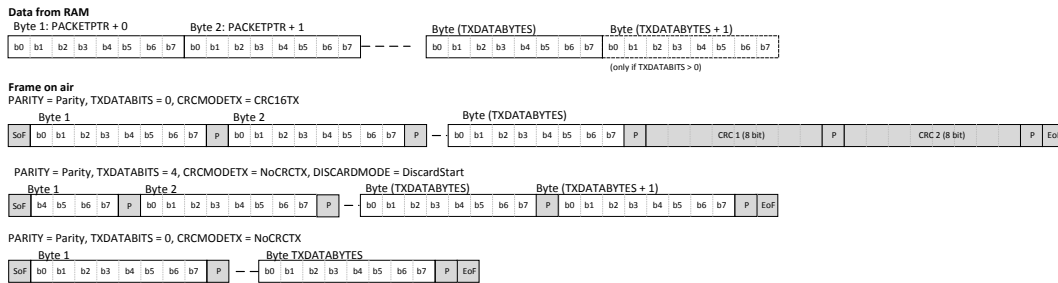 Data from RAM
Byte 1: PACKETPTR + 0 Byte 2: PACKETPTR + 1 Byte (TXDATABYTES) Byte (TXDATABYTES + 1)
b0 b1 b2 b3 b4 b5 b6 b7 b0 b1 b2 b3 b4 b5 b6 b7 b0 b1 b2 b3 b4 b5 b6 b7 b0 b1 b2 b3 b4 b5 b6 b7
(only if TXDATABITS > 0)
Frame on air
PARITY = Parity, TXDATABITS = 0, CRCMODETX = CRC16TX
Byte 1 Byte 2 Byte (TXDATABYTES)
SoF b0 b1 b2 b3 b4 b5 b6 b7 P b0 b1 b2 b3 b4 b5 b6 b7 P b0 b1 b2 b3 b4 b5 b6 b7 P CRC 1 (8 bit) P CRC 2 (8 bit) P EoF
PARITY = Parity, TXDATABITS = 4, CRCMODETX = NoCRCTX, DISCARDMODE = DiscardStart
Byte 1 Byte 2 Byte (TXDATABYTES) Byte (TXDATABYTES + 1)
SoF b4 b5 b6 b7 P b0 b1 b2 b3 b4 b5 b6 b7 P b0 b1 b2 b3 b4 b5 b6 b7 P b0 b1 b2 b3 b4 b5 b6 b7 P EoF
PARITY = Parity, TXDATABITS = 0, CRCMODETX = NoCRCTX
Byte 1 Byte TXDATABYTES
SoF b0 b1 b2 b3 b4 b5 b6 b7 P b0 b1 b2 b3 b4 b5 b6 b7 P EoF